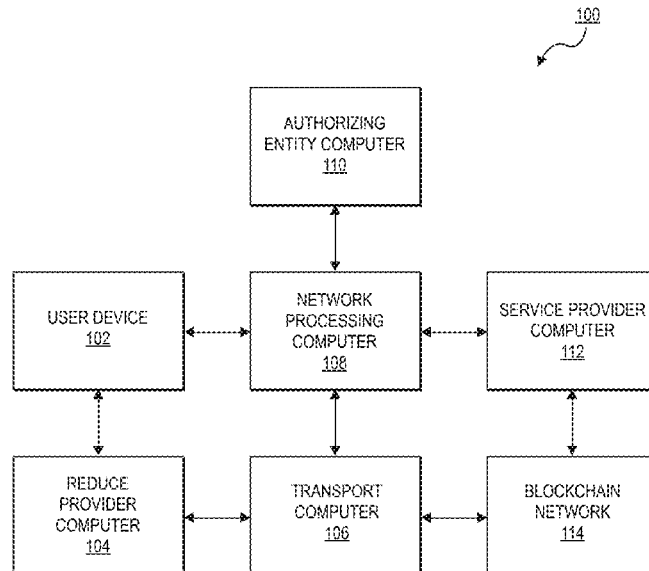 100
AUTHORIZING
ENTITY COMPUTER
110
USER DEVICE
102
NETWORK
PROCESSING
COMPUTER
108
SERVICE PROVIDER
COMPUTER
112
REDUCE
PROVIDER
COMPUTER
104
TRANSPORT
COMPUTER
106
BLOCKCHAIN
NETWORK
114